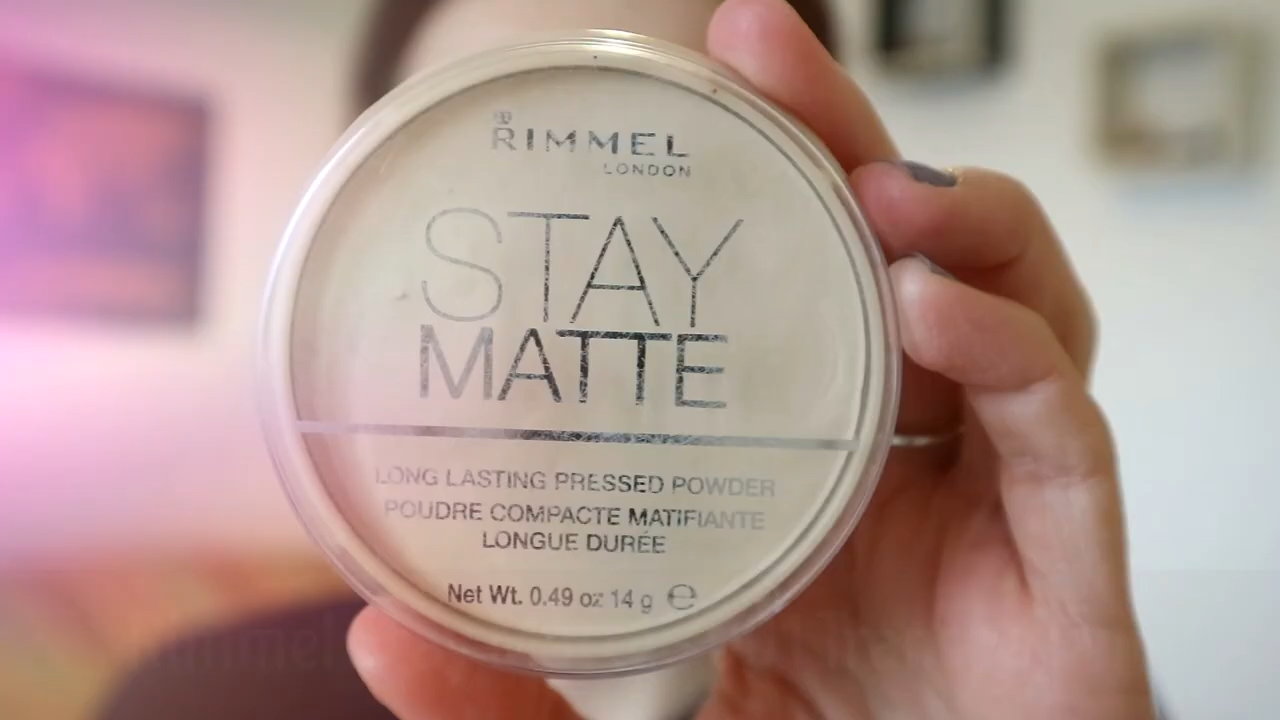 RIMMEL
LONDON
STAY
MATTE
LONG LASTING PRESSED POWDER
POUDRE COMPACTE MATIFIANTE
LONGUE DURÉE
Net Wt. 0.49 oz 14 g ℮